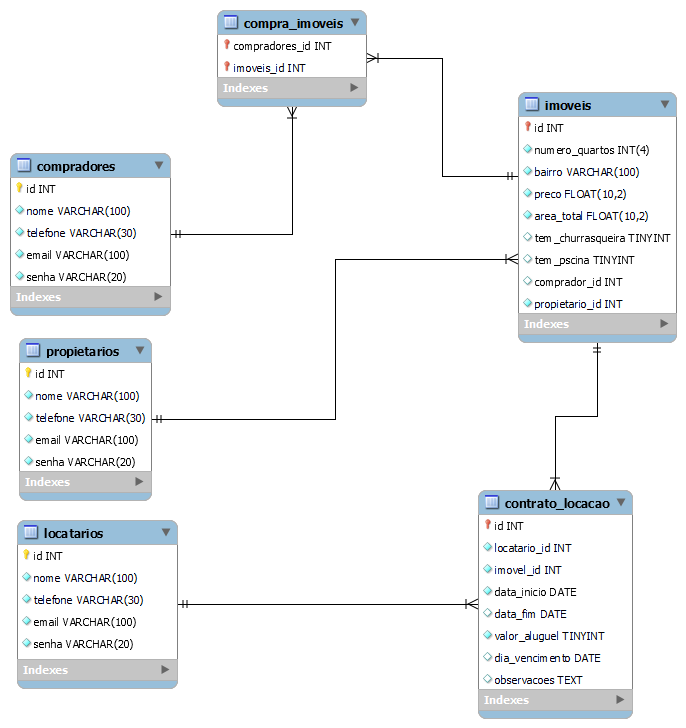 compra_imoveis
compradores_id INT
imoveis_id INT
Indexes
imoveis
id INT
numero_quartos INT(4)
bairro VARCHAR(100)
preco FLOAT(10,2)
area_total FLOAT(10,2)
tem_churrasqueira TINYINT
tem_pscina TINYINT
comprador_id INT
propietario_id INT
Indexes
compradores
id INT
nome VARCHAR(100)
telefone VARCHAR(30)
email VARCHAR(100)
senha VARCHAR(20)
Indexes
propietarios
id INT
nome VARCHAR(100)
telefone VARCHAR(30)
email VARCHAR(100)
senha VARCHAR(20)
Indexes
locatarios
id INT
nome VARCHAR(100)
telefone VARCHAR(30)
email VARCHAR(100)
senha VARCHAR(20)
Indexes
contrato_locacao
id INT
locatario_id INT
imovel_id INT
data_inicio DATE
data_fim DATE
valor_aluguel TINYINT
dia_vencimento DATE
observacoes TEXT
Indexes